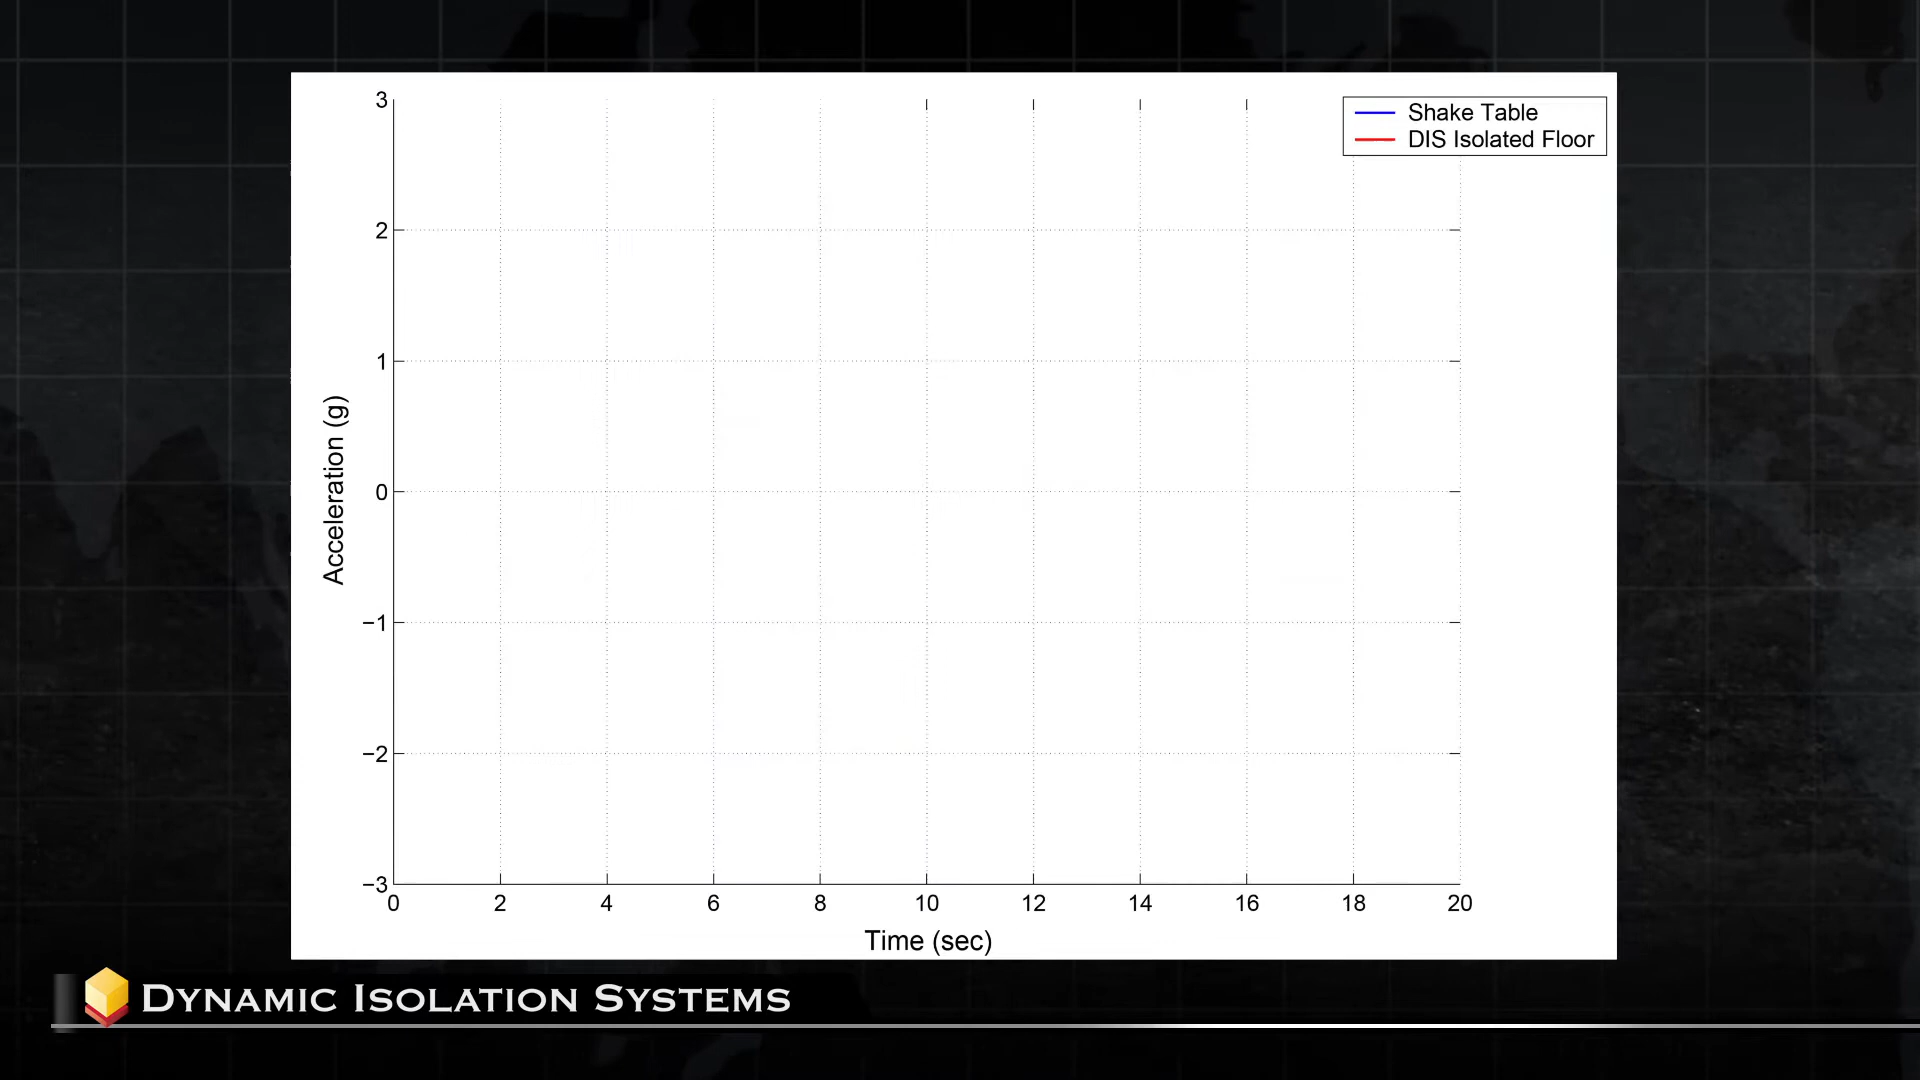 3
Shake Table
DIS Isolated Floor
2
1
Acceleration (g)
0
−1
−2
−3
0 2 4 6 8 10 12 14 16 18 20
Time (sec)
DYNAMIC ISOLATION SYSTEMS